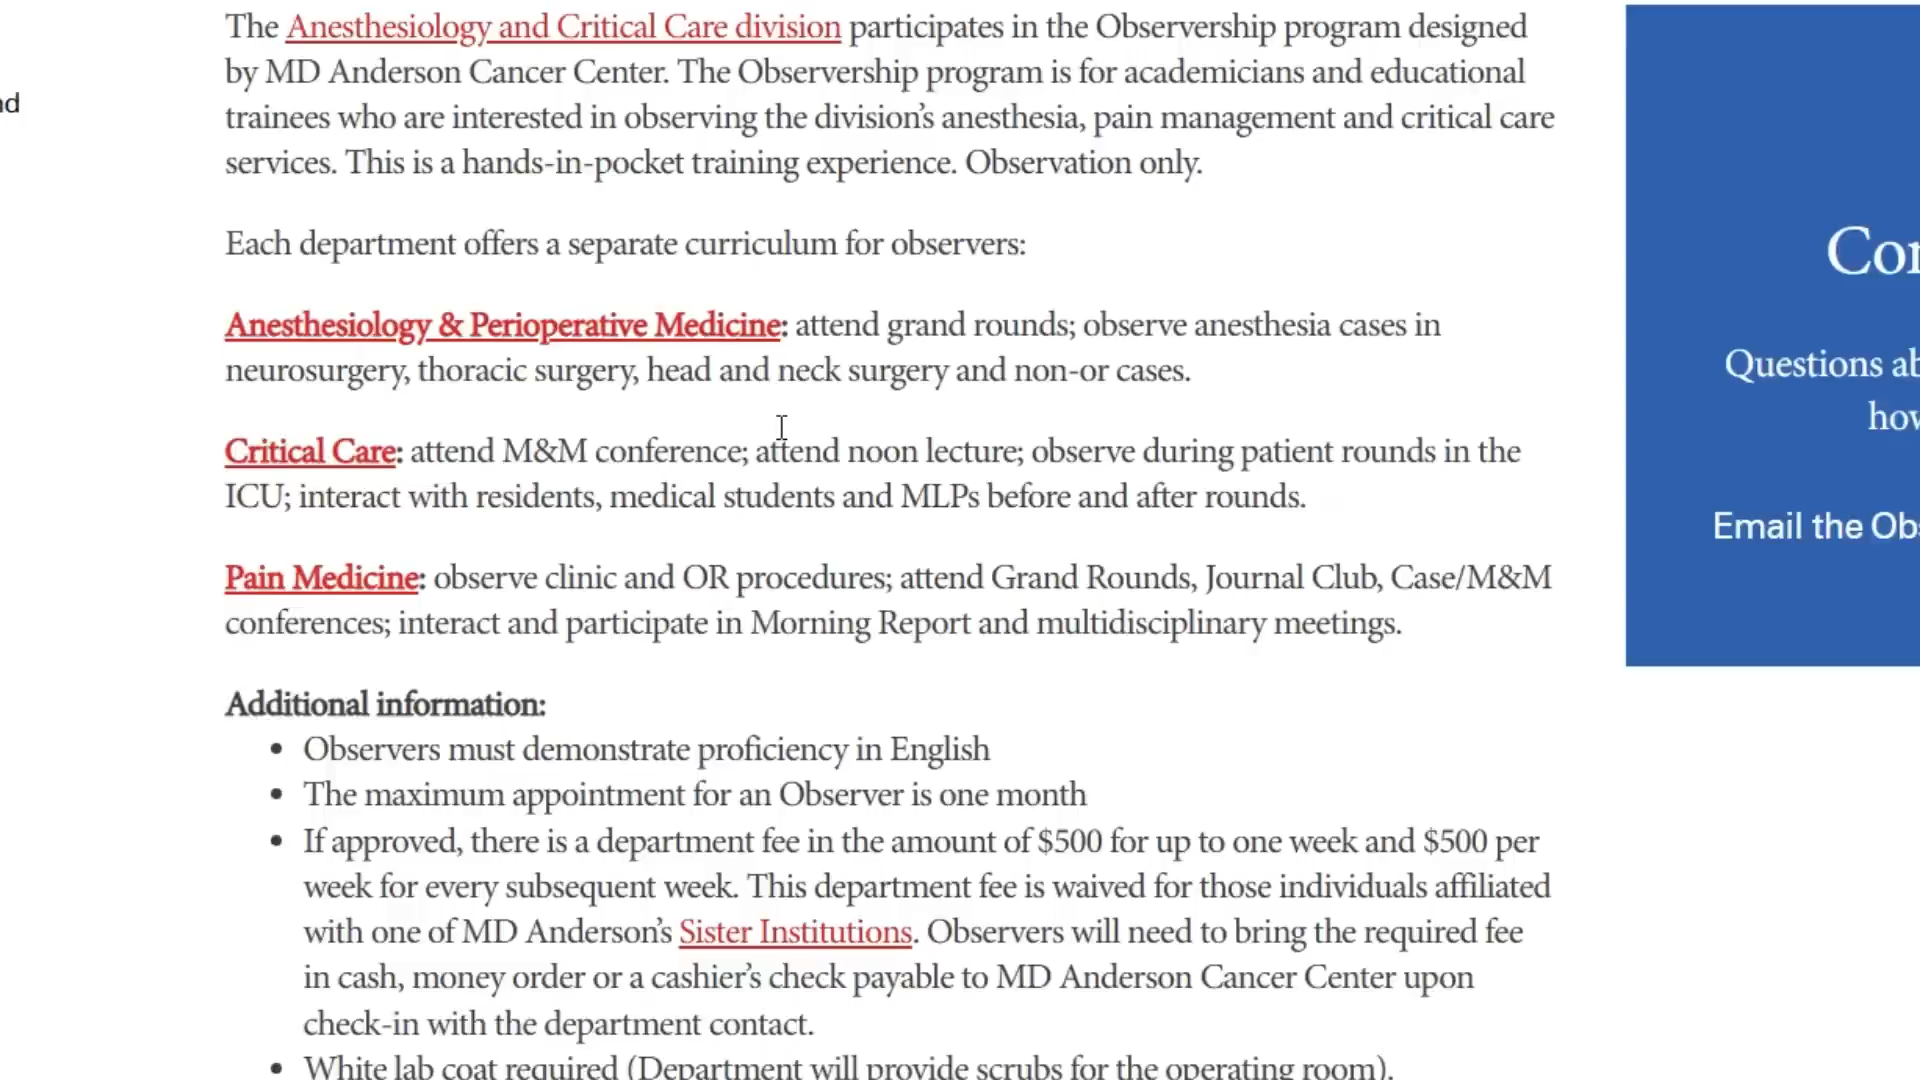 The Anesthesiology and Critical Care division participates in the Observership program designed
by MD Anderson Cancer Center. The Observership program is for academicians and educational
trainees who are interested in observing the division's anesthesia, pain management and critical care
services. This is a hands-in-pocket training experience. Observation only.
Each department offers a separate curriculum for observers:
Anesthesiology & Perioperative Medicine: attend grand rounds; observe anesthesia cases in
neurosurgery, thoracic surgery, head and neck surgery and non-or cases.
Critical Care: attend M&M conference; attend noon lecture; observe during patient rounds in the
ICU; interact with residents, medical students and MLPs before and after rounds.
Pain Medicine: observe clinic and OR procedures; attend Grand Rounds, Journal Club, Case/M&M
conferences; interact and participate in Morning Report and multidisciplinary meetings.
Additional information:
• Observers must demonstrate proficiency in English
• The maximum appointment for an Observer is one month
• If approved, there is a department fee in the amount of $500 for up to one week and $500 per
week for every subsequent week. This department fee is waived for those individuals affiliated
with one of MD Anderson's Sister Institutions. Observers will need to bring the required fee
in cash, money order or a cashier's check payable to MD Anderson Cancer Center upon
check-in with the department contact.
• White lab coat required (Department will provide scrubs for the operating room).
Questions
Email the